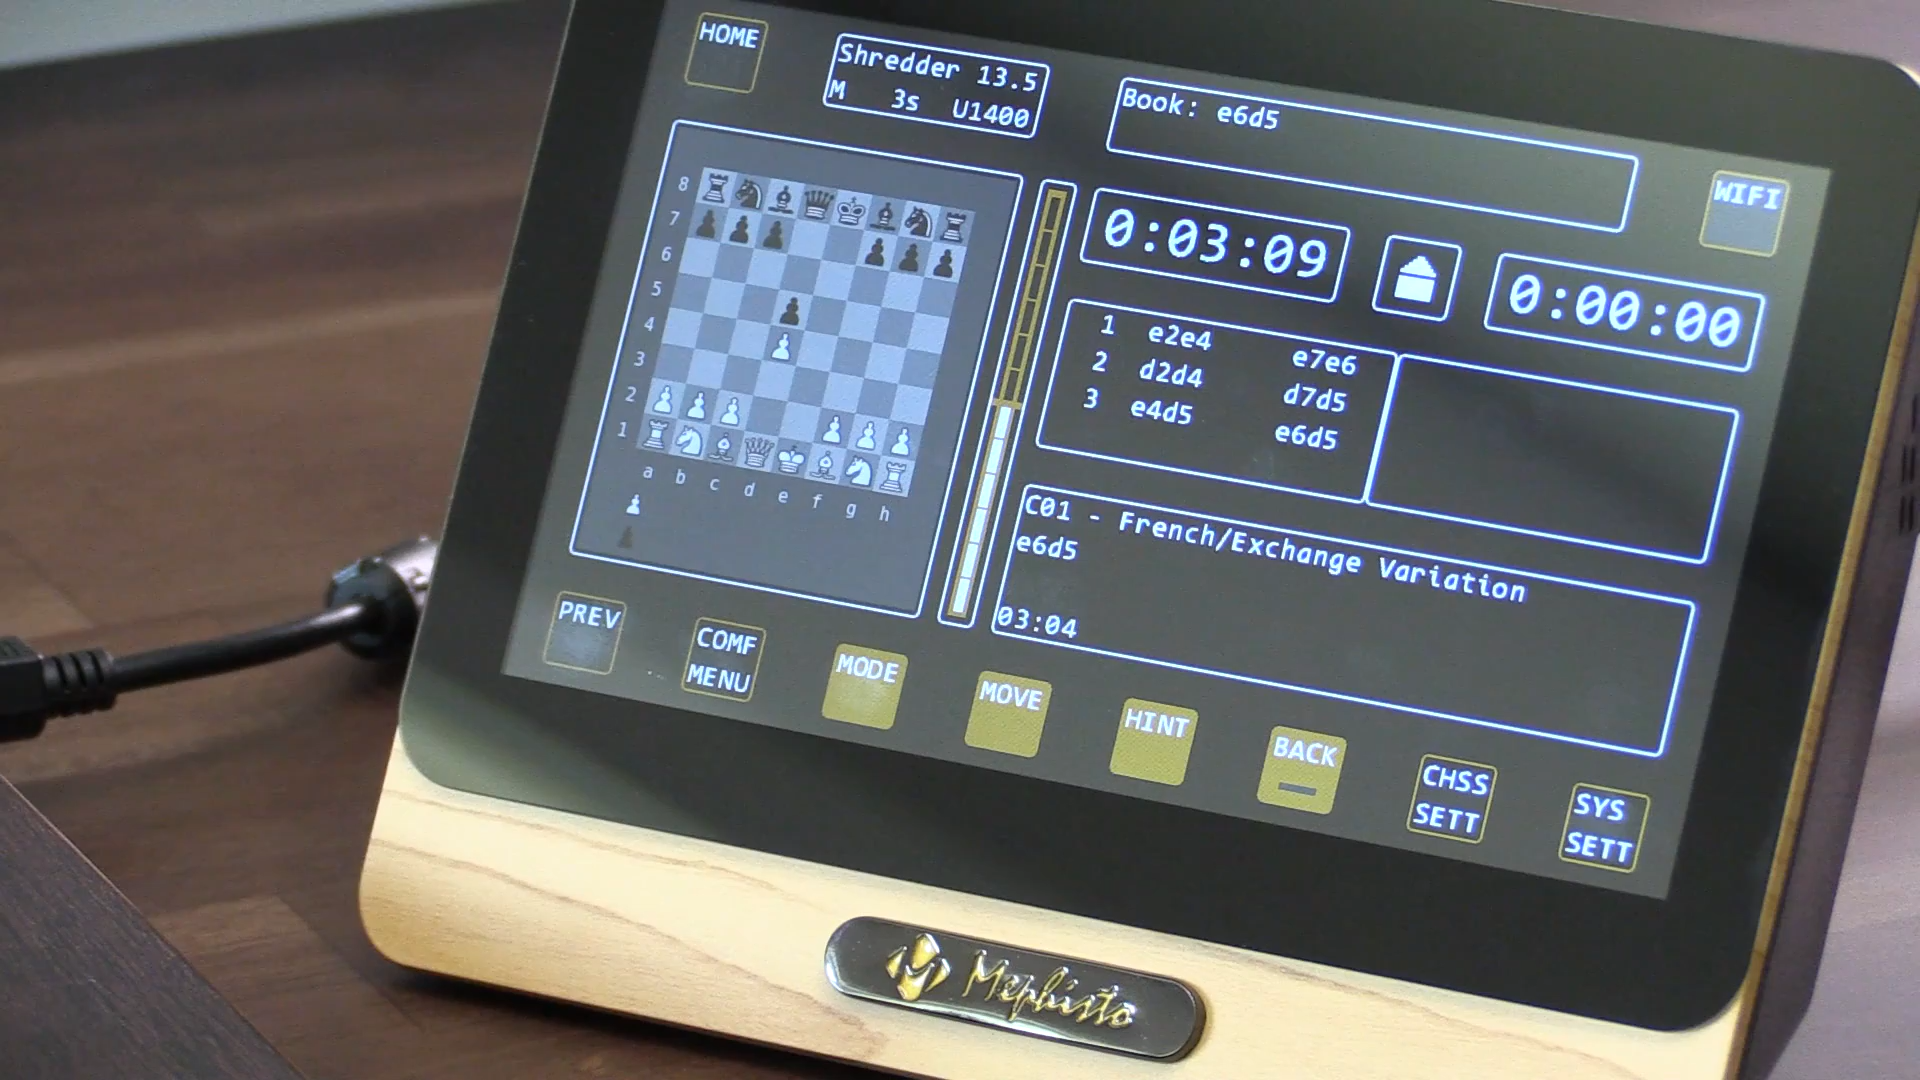 HOME
Shredder 13.5
M 3s U1400
Book: e6d5
WIFI
0:03:09
0:00:00
8
7
6
5
4
3
2
1
a b c d e f g h
1 e2e4 e7e6
2 d2d4 d7d5
3 e4d5 e6d5
C01 - French/Exchange Variation
e6d5
03:04
PREV
COMF
MENU
MODE
MOVE
HINT
BACK
CHSS
SETT
SYS
SETT
Mephisto